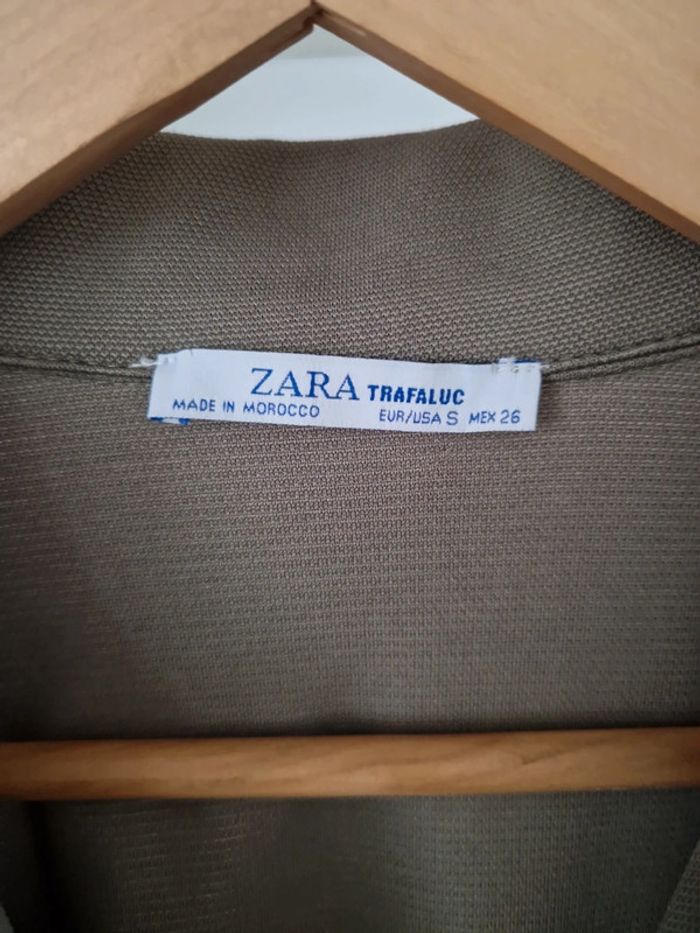 ZARA TRAFALUC
MADE IN MOROCCO EUR/USA S MEX 26